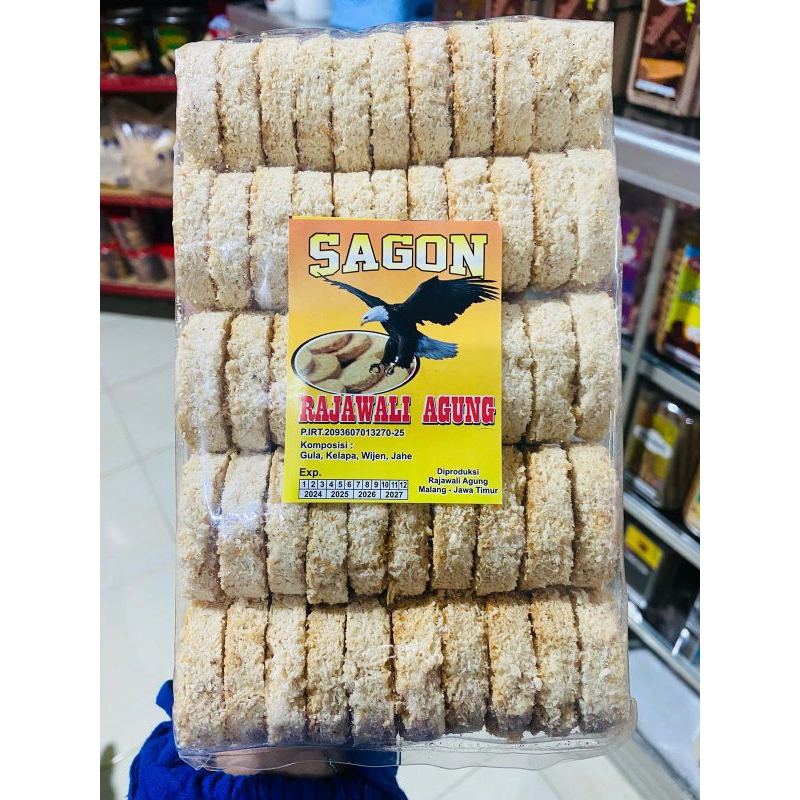 SAGON
RAJAWALI AGUNG
P.IRT.2093607013270-25
Komposisi :
Gula, Kelapa, Wijen, Jahe
Exp.
1 2 3 4 5 6 7 8 9 10 11 12
2024 2025 2026 2027
Diproduksi
Rajawali Agung
Malang - Jawa Timur